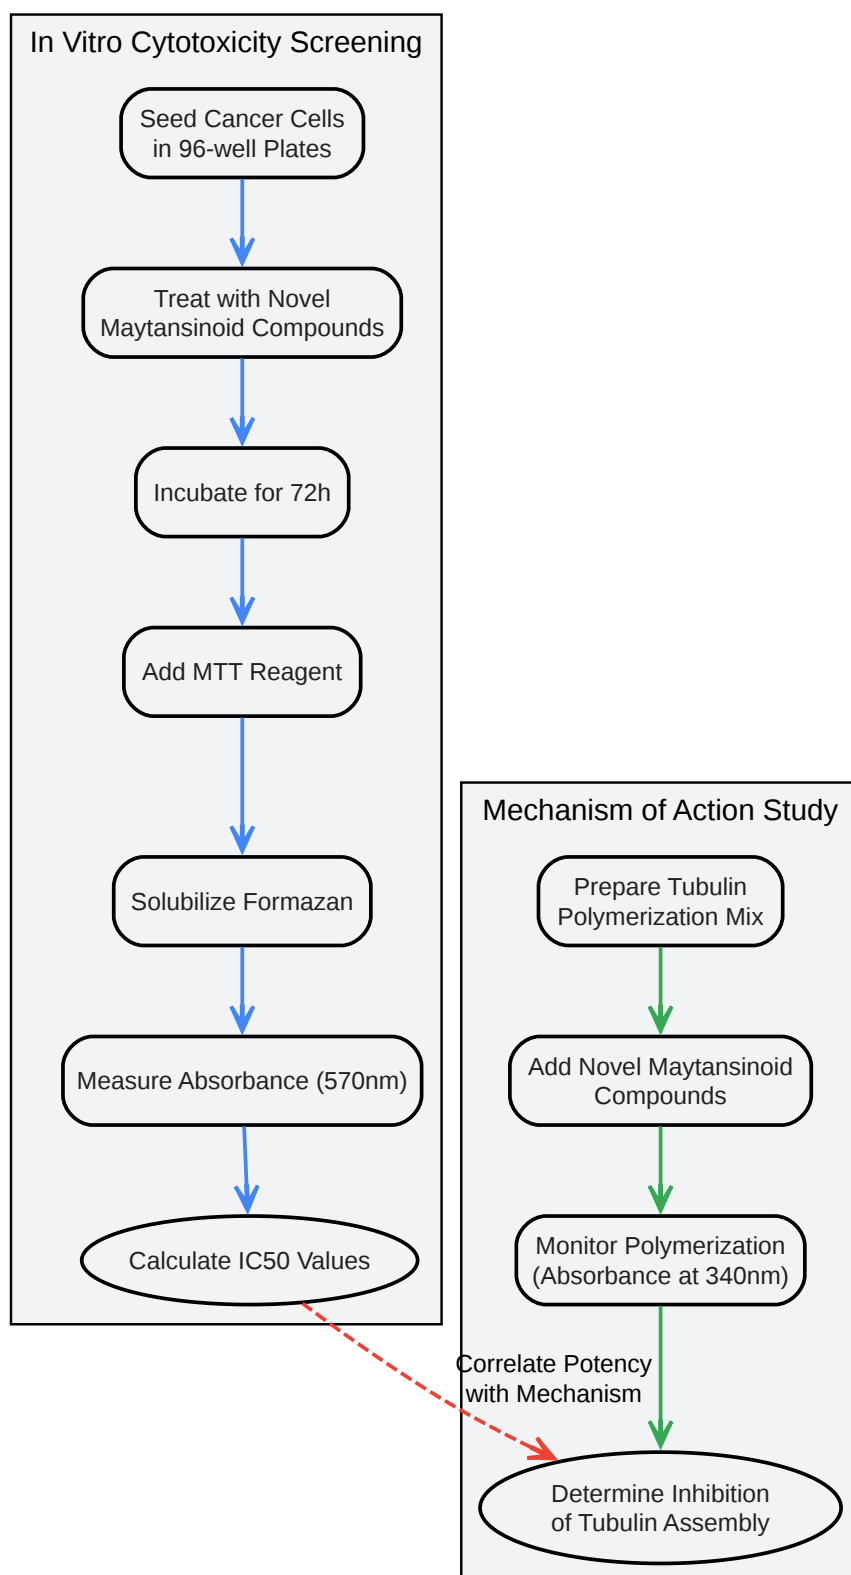 In Vitro Cytotoxicity Screening
Seed Cancer Cells
in 96-well Plates
Treat with Novel
Maytansinoid Compounds
Incubate for 72h
Add MTT Reagent
Solubilize Formazan
Measure Absorbance (570nm)
Calculate IC50 Values
Mechanism of Action Study
Prepare Tubulin
Polymerization Mix
Add Novel Maytansinoid
Compounds
Monitor Polymerization
(Absorbance at 340nm)
Correlate Potency
with Mechanism
Determine Inhibition
of Tubulin Assembly